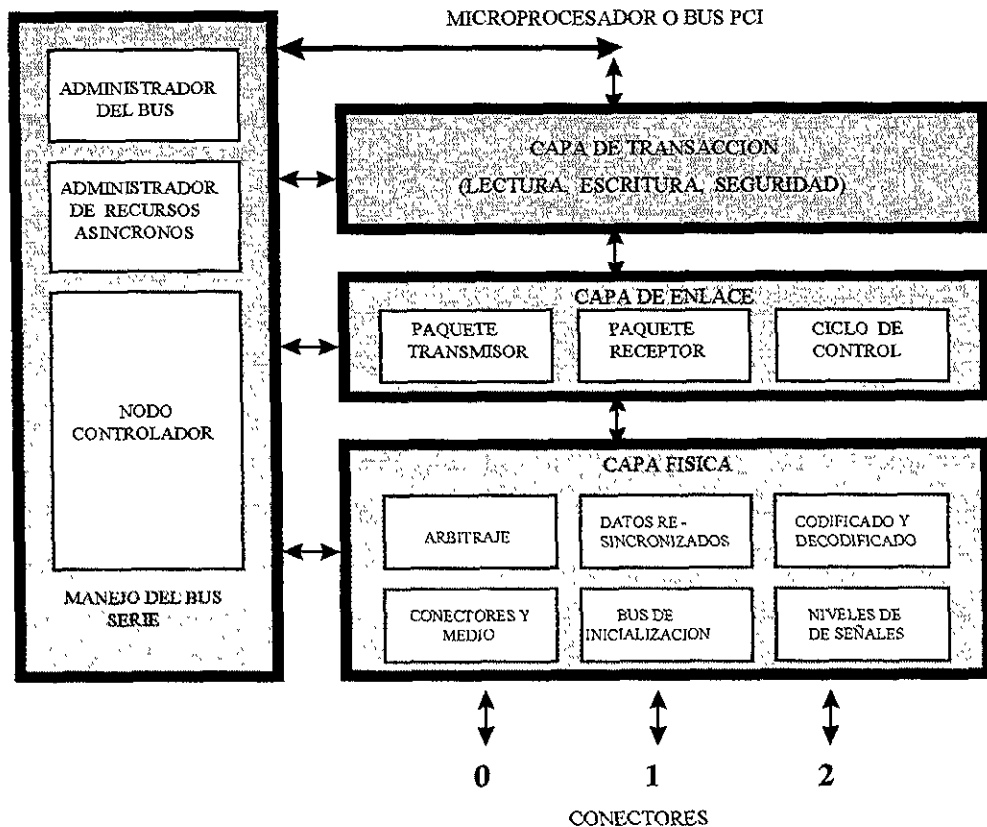 MICROPROCESADOR O BUS PCI
ADMINISTRADOR
DEL BUS
ADMINISTRADOR
DE RECURSOS
ASINCRONOS
NODO
CONTROLADOR
MANEJO DEL BUS
SERIE
CAPA DE TRANSACCION
(LECTURA, ESCRITURA, SEGURIDAD)
CAPA DE ENLACE
PAQUETE
TRANSMISOR
PAQUETE
RECEPTOR
CICLO DE
CONTROL
CAPA FISICA
ARBITRAJE
DATOS RE-
SINCRONIZADOS
CODIFICADO Y
DECODIFICADO
CONECTORES Y
MEDIO
BUS DE
INICIALIZACION
NIVELES DE
DE SEÑALES
0 1 2
CONECTORES